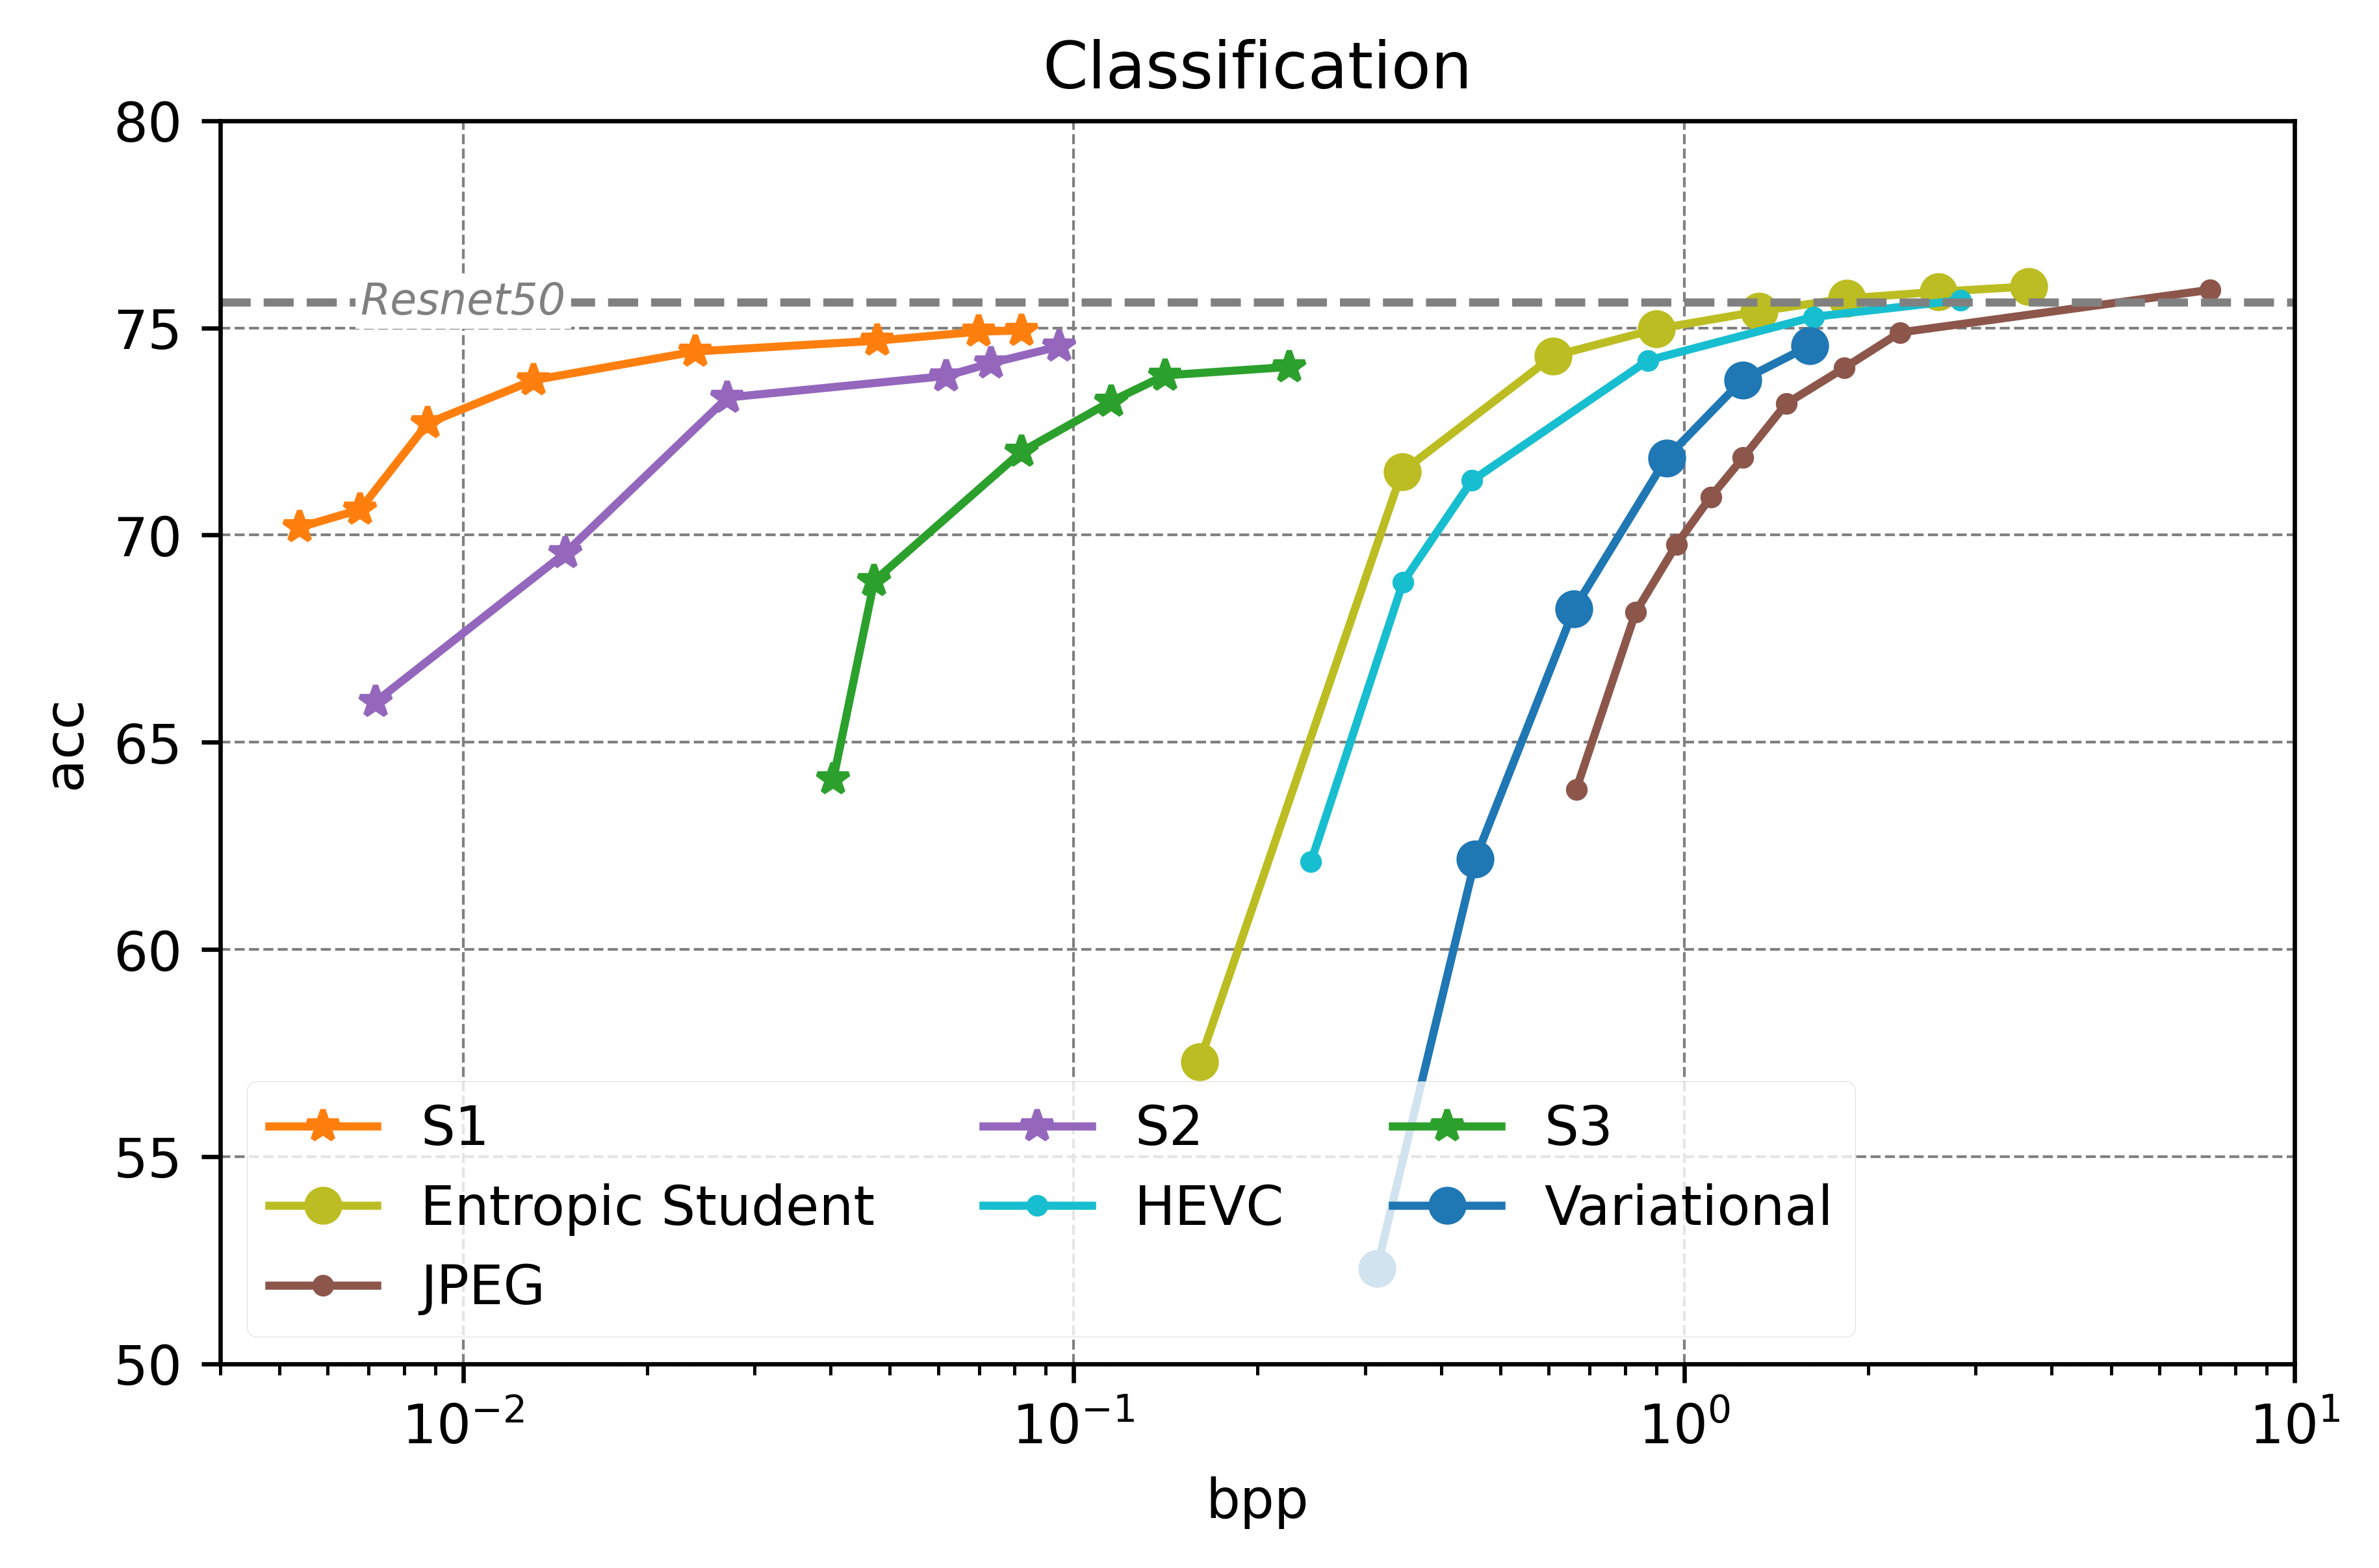 Classification
80
75
70
65
60
55
50
Resnet50
acc
S1
S2
S3
Entropic Student
HEVC
Variational
JPEG
10⁻²
10⁻¹
10⁰
10¹
bpp